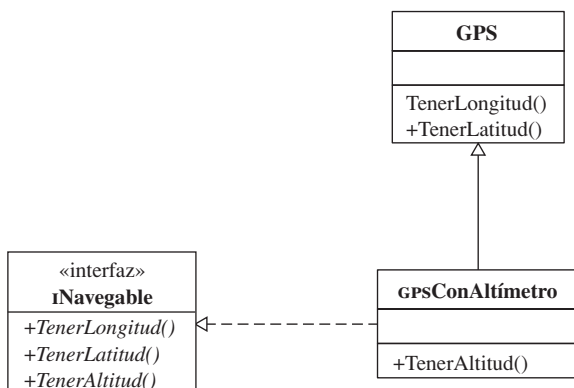 GPS
TenerLongitud()
+TenerLatitud()
«interfaz»
INavegable
+TenerLongitud()
+TenerLatitud()
+TenerAltitud()
GPSConAltímetro
+TenerAltitud()